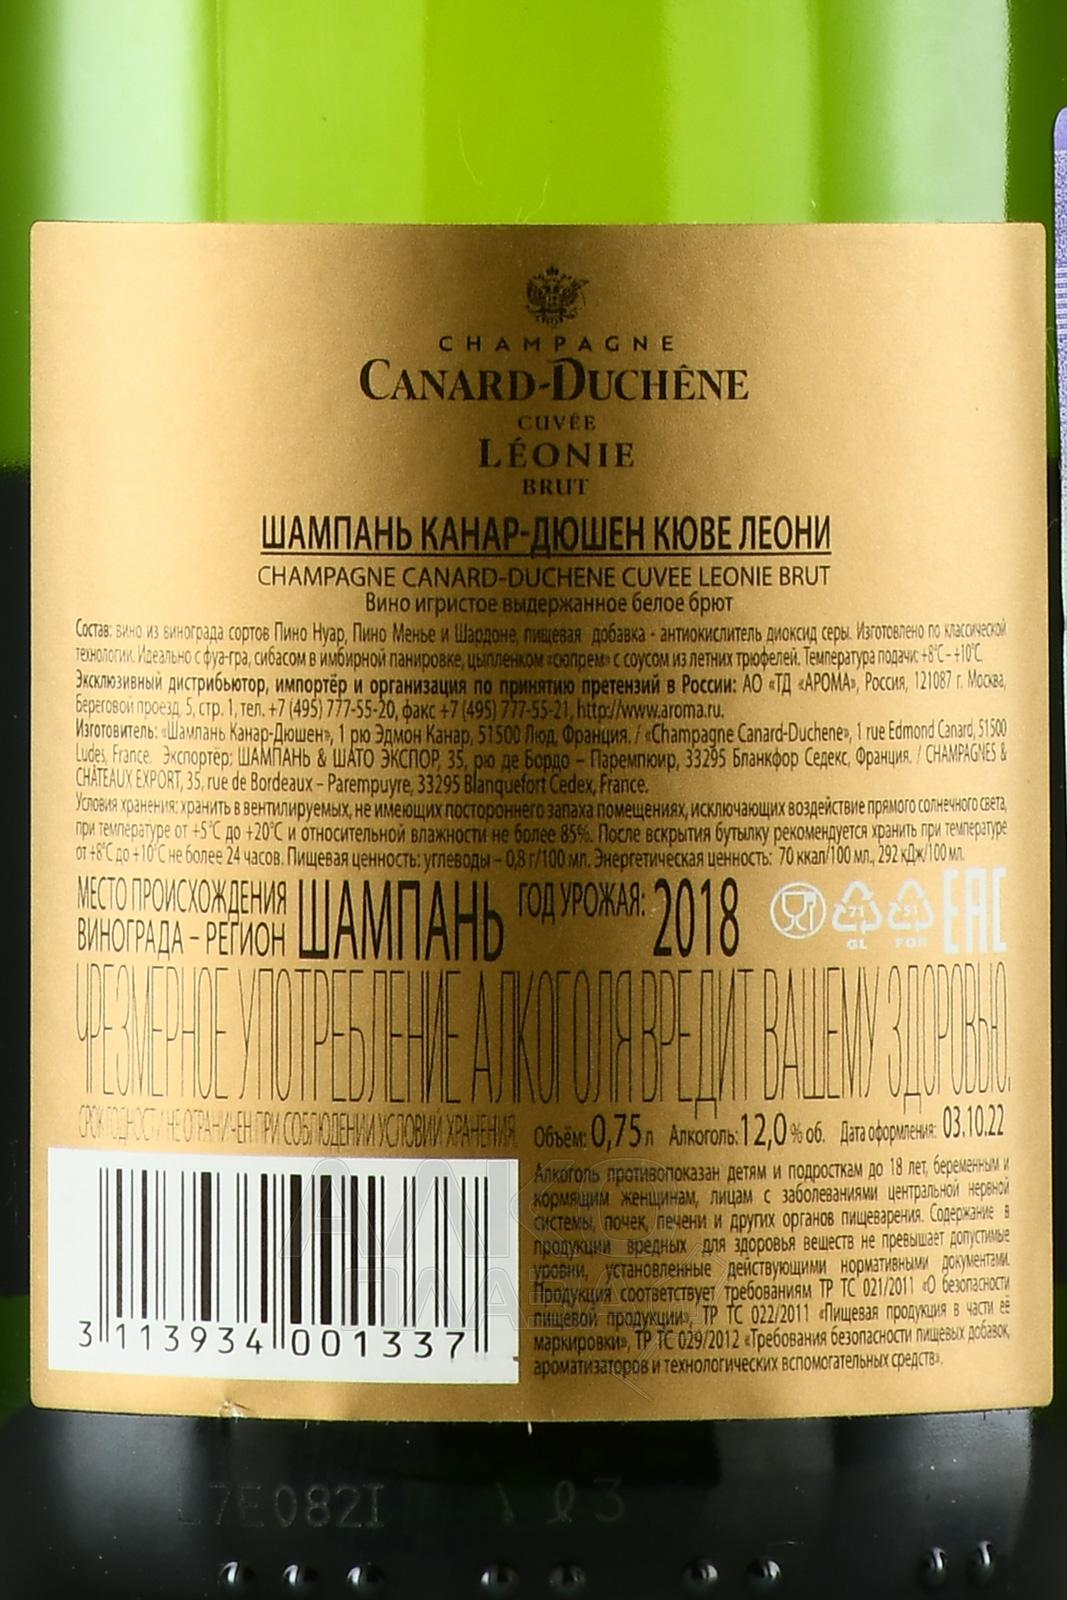 CHAMPAGNE
CANARD-DUCHÊNE
CUVÉE
LÉONIE
BRUT
ШАМПАНЬ КАНАР-ДЮШЕН КЮВЕ ЛЕОНИ
CHAMPAGNE CANARD-DUCHENE CUVEE LEONIE BRUT
Вино игристое выдержанное белое брют
Состав: вино из винограда сортов Пино Нуар, Пино Менье и Шардоне, пищевая добавка - антиокислитель диоксид серы. Изготовлено по классической
технологии. Идеально с фуа-гра, сибасом в имбирной панировке, цыпленком «сюпрем» с соусом из летних трюфелей. Температура подачи: +8°C – +10°C.
Эксклюзивный дистрибьютор, импортёр и организация по принятию претензий в России: АО «ТД «АРОМА», Россия, 121087 г. Москва,
Береговой проезд, 5, стр. 1, тел. +7 (495) 777-55-20, факс +7 (495) 777-55-21, http://www.aroma.ru.
Изготовитель: «Шампань Канар-Дюшен», 1 рю Эдмон Канар, 51500 Люд, Франция. / «Champagne Canard-Duchene», 1 rue Edmond Canard, 51500
Ludes, France. Экспортер: ШАМПАНЬ & ШАТО ЭКСПОР, 35, рю де Бордо – Паремпюир, 33295 Бланкфор Седекс, Франция. / CHAMPAGNES &
CHÂTEAUX EXPORT, 35, rue de Bordeaux – Parempuyre, 33295 Blanquefort Cedex, France.
Условия хранения: хранить в вентилируемых, не имеющих постороннего запаха помещениях, исключающих воздействие прямого солнечного света,
при температуре от +5°C до +20°C и относительной влажности не более 85%. После вскрытия бутылку рекомендуется хранить при температуре
от +8°C до +10°C не более 24 часов. Пищевая ценность: углеводы – 0,8 г/100 мл. Энергетическая ценность: 70 ккал/100 мл., 292 кДж/100 мл.
МЕСТО ПРОИСХОЖДЕНИЯ
ВИНОГРАДА – РЕГИОН ШАМПАНЬ ГОД УРОЖАЯ: 2018
71 GL 51 FOR EAC
ЧРЕЗМЕРНОЕ УПОТРЕБЛЕНИЕ АЛКОГОЛЯ ВРЕДИТ ВАШЕМУ ЗДОРОВЬЮ.
СРОК ГОДНОСТИ НЕ ОГРАНИЧЕН ПРИ СОБЛЮДЕНИИ УСЛОВИЙ ХРАНЕНИЯ.
Объём: 0,75 л Алкоголь: 12,0 % об. Дата оформления: 03.10.22
Алкоголь противопоказан детям и подросткам до 18 лет, беременным и
кормящим женщинам, лицам с заболеваниями центральной нервной
системы, почек, печени и других органов пищеварения. Содержание в
продукции вредных для здоровья веществ не превышает допустимые
уровни, установленные действующими нормативными документами.
Продукция соответствует требованиям ТР ТС 021/2011 «О безопасности
пищевой продукции», ТР ТС 022/2011 «Пищевая продукция в части её
маркировки», ТР ТС 029/2012 «Требования безопасности пищевых добавок,
ароматизаторов и технологических вспомогательных средств».
3 113934 001337
L7E082I